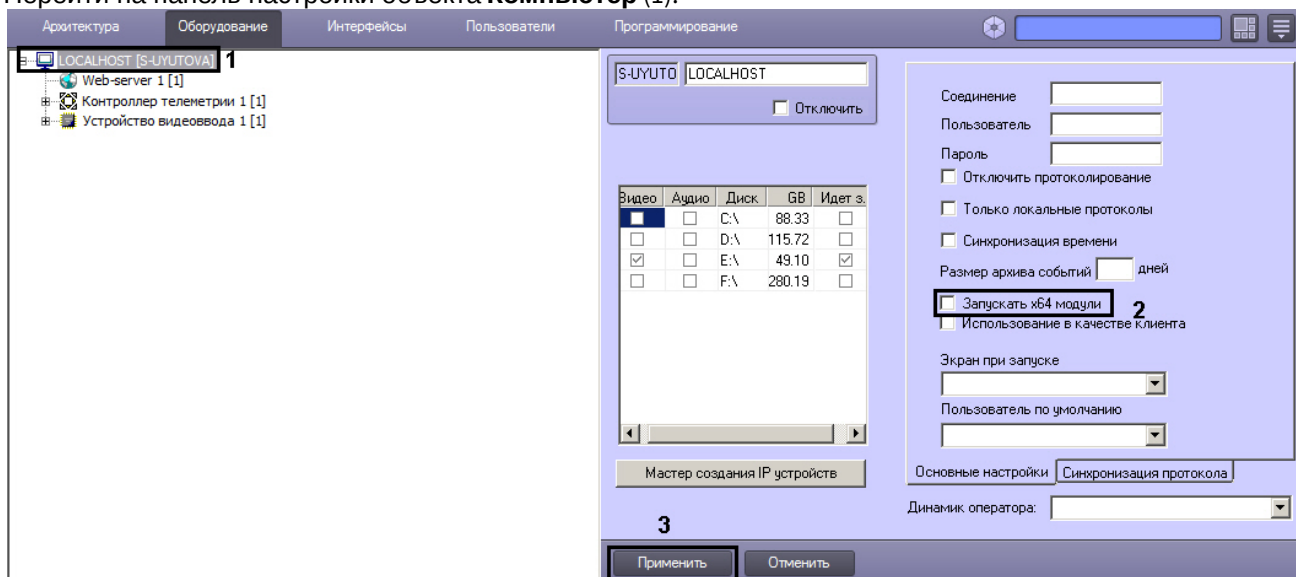 Перейти на панель настройки объекта Компьютер (1).
Архитектура Оборудование Интерфейсы Пользователи Программирование
LOCALHOST [S-UYUTOVA] 1
Web-server 1 [1]
Контроллер телеметрии 1 [1]
Устройство видеоввода 1 [1]
S-UYUTO LOCALHOST
Отключить
Видео Аудио Диск GB Идет з.
C:\ 88.33
D:\ 115.72
E:\ 49.10
F:\ 280.19
Мастер создания IP устройств
Соединение
Пользователь
Пароль
Отключить протоколирование
Только локальные протоколы
Синхронизация времени
Размер архива событий дней
Запускать x64 модули 2
Использование в качестве клиента
Экран при запуске
Пользователь по умолчанию
Основные настройки Синхронизация протокола
Динамик оператора:
3
Применить Отменить